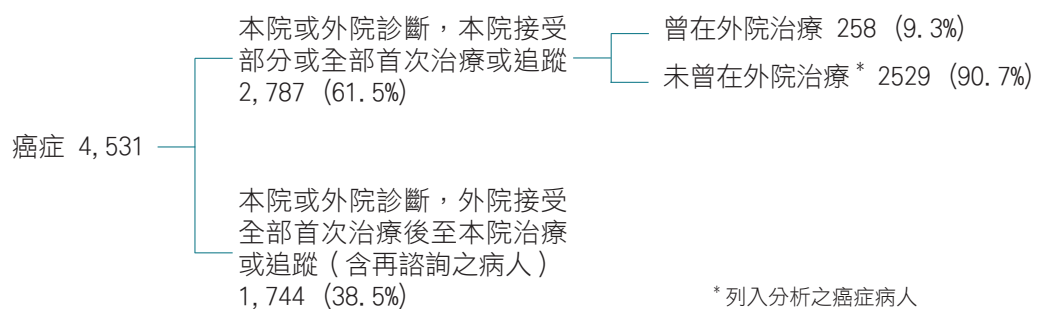 癌症 4,531
本院或外院診斷，本院接受
部分或全部首次治療或追蹤
2,787 (61.5%)
曾在外院治療 258 (9.3%)
未曾在外院治療* 2529 (90.7%)
本院或外院診斷，外院接受
全部首次治療後至本院治療
或追蹤（含再諮詢之病人）
1,744 (38.5%)
*列入分析之癌症病人